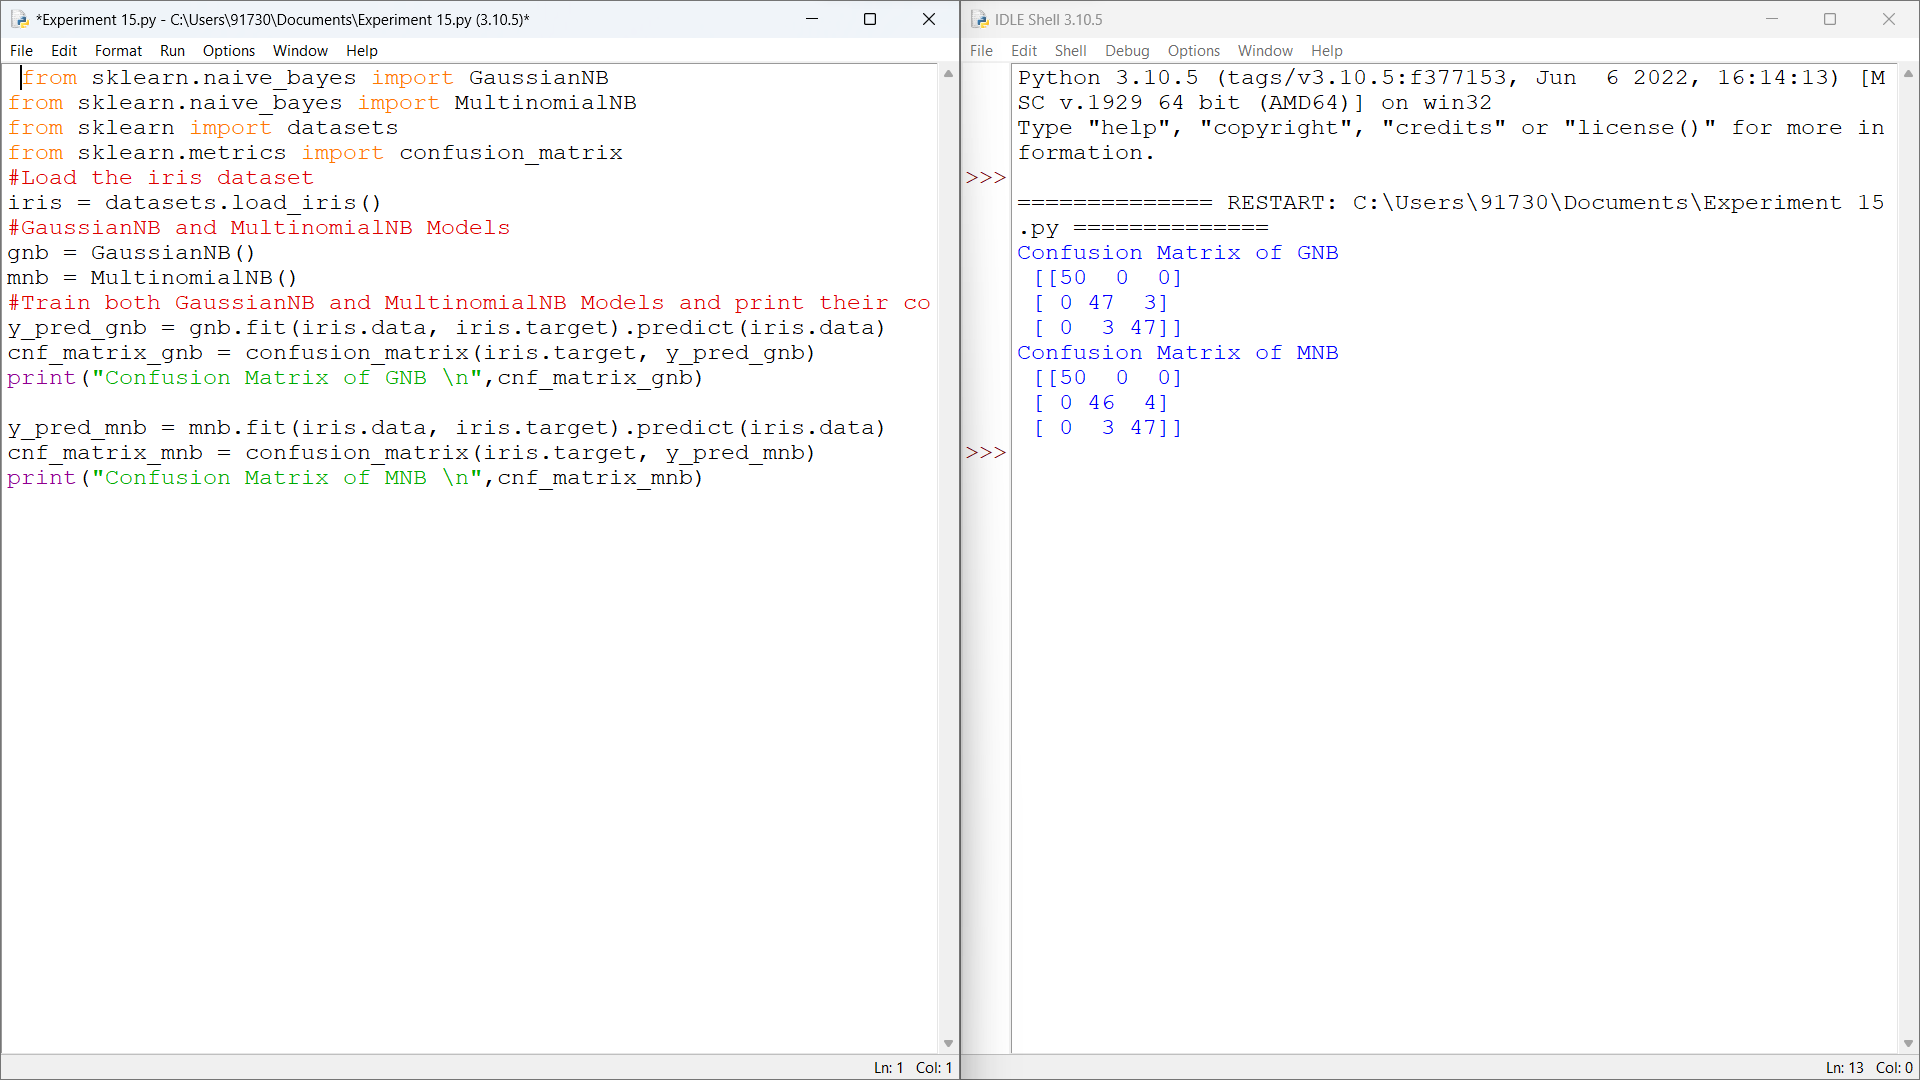 *Experiment 15.py - C:\Users\91730\Documents\Experiment 15.py (3.10.5)*
File Edit Format Run Options Window Help
from sklearn.naive_bayes import GaussianNB
from sklearn.naive_bayes import MultinomialNB
from sklearn import datasets
from sklearn.metrics import confusion_matrix
#Load the iris dataset
iris = datasets.load_iris()
#GaussianNB and MultinomialNB Models
gnb = GaussianNB()
mnb = MultinomialNB()
#Train both GaussianNB and MultinomialNB Models and print their co
y_pred_gnb = gnb.fit(iris.data, iris.target).predict(iris.data)
cnf_matrix_gnb = confusion_matrix(iris.target, y_pred_gnb)
print("Confusion Matrix of GNB \n",cnf_matrix_gnb)
y_pred_mnb = mnb.fit(iris.data, iris.target).predict(iris.data)
cnf_matrix_mnb = confusion_matrix(iris.target, y_pred_mnb)
print("Confusion Matrix of MNB \n",cnf_matrix_mnb)
Ln: 1 Col: 1
IDLE Shell 3.10.5
File Edit Shell Debug Options Window Help
Python 3.10.5 (tags/v3.10.5:f377153, Jun  6 2022, 16:14:13) [M
SC v.1929 64 bit (AMD64)] on win32
Type "help", "copyright", "credits" or "license()" for more in
formation.
>>>
============== RESTART: C:\Users\91730\Documents\Experiment 15
.py ==============
Confusion Matrix of GNB
[[50  0  0]
[ 0 47  3]
[ 0  3 47]]
Confusion Matrix of MNB
[[50  0  0]
[ 0 46  4]
[ 0  3 47]]
>>>
Ln: 13 Col: 0